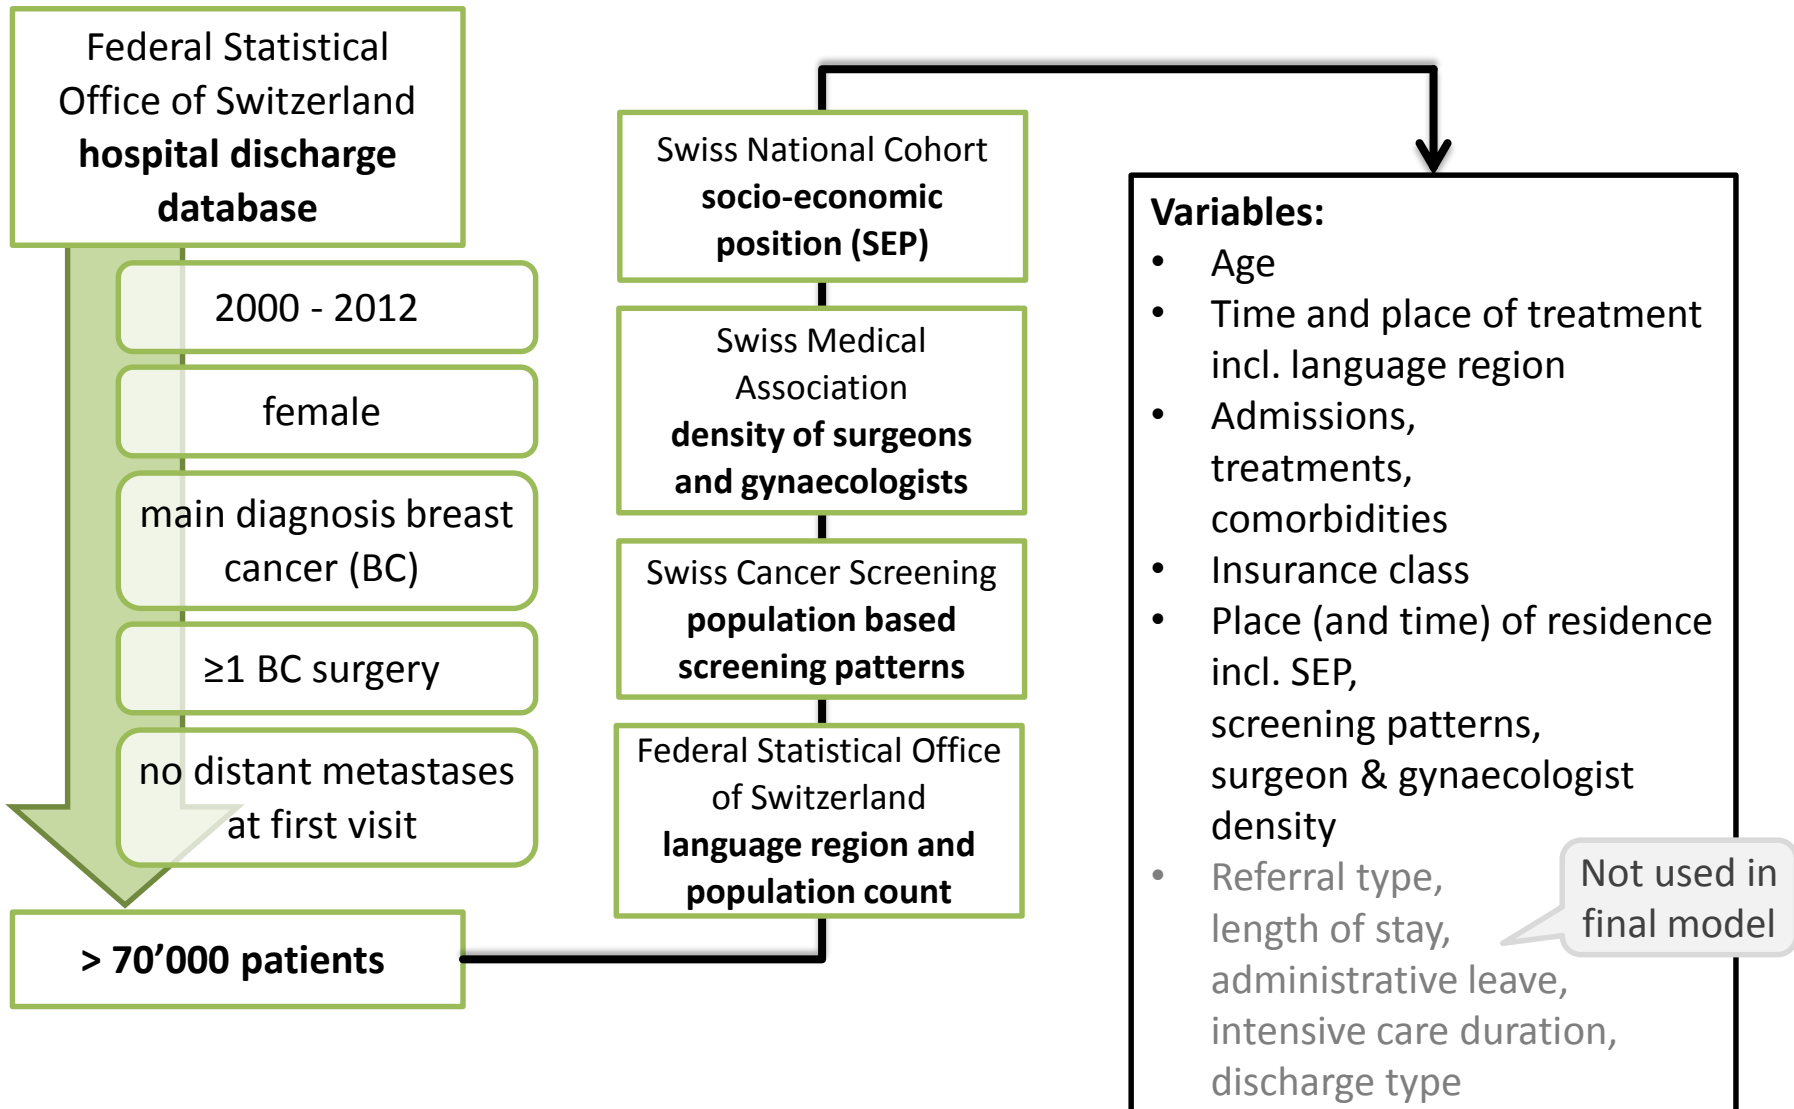 Federal Statistical
Office of Switzerland
hospital discharge
database
2000 - 2012
female
main diagnosis breast
cancer (BC)
≥1 BC surgery
no distant metastases
at first visit
> 70’000 patients
Swiss National Cohort
socio-economic
position (SEP)
Swiss Medical
Association
density of surgeons
and gynaecologists
Swiss Cancer Screening
population based
screening patterns
Federal Statistical Office
of Switzerland
language region and
population count
Variables:
• Age
• Time and place of treatment
incl. language region
• Admissions,
treatments,
comorbidities
• Insurance class
• Place (and time) of residence
incl. SEP,
screening patterns,
surgeon & gynaecologist
density
• Referral type,
length of stay,
administrative leave,
intensive care duration,
discharge type
Not used in
final model